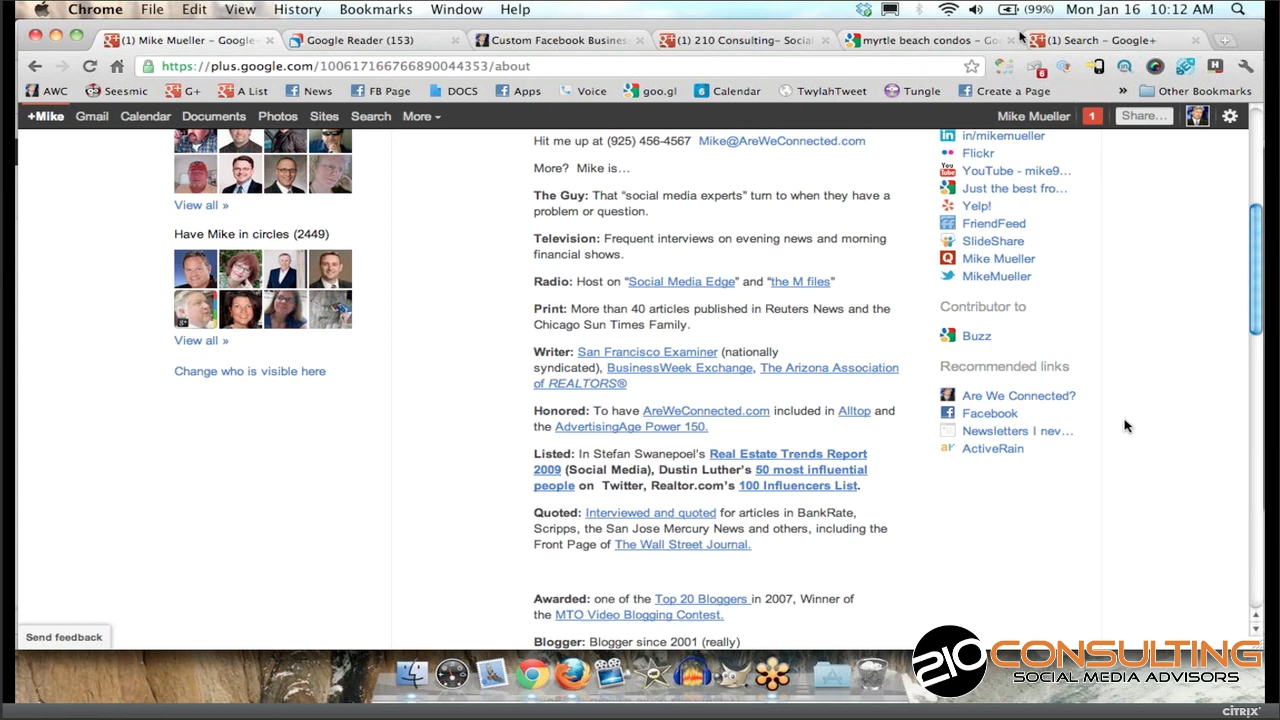 Chrome File Edit View History Bookmarks Window Help (99%) Mon Jan 16 10:12 AM
(1) Mike Mueller - Google+ Google Reader (153) Custom Facebook Busines (1) 210 Consulting- Social myrtle beach condos - Go (1) Search - Google+
https://plus.google.com/100617166766890044353/about 6
AWC Seesmic G+ A List News FB Page DOCS Apps Voice goo.gl Calendar TwylahTweet Tungle Create a Page » Other Bookmarks
+Mike Gmail Calendar Documents Photos Sites Search More Mike Mueller 1 Share...
View all »
Have Mike in circles (2449)
View all »
Change who is visible here
Hit me up at (925) 456-4567 Mike@AreWeConnected.com
More? Mike is…
The Guy: That “social media experts” turn to when they have a
problem or question.
Television: Frequent interviews on evening news and morning
financial shows.
Radio: Host on “Social Media Edge” and “the M files”
Print: More than 40 articles published in Reuters News and the
Chicago Sun Times Family.
Writer: San Francisco Examiner (nationally
syndicated), BusinessWeek Exchange, The Arizona Association
of REALTORS®
Honored: To have AreWeConnected.com included in Alltop and
the AdvertisingAge Power 150.
Listed: In Stefan Swanepoel’s Real Estate Trends Report
2009 (Social Media), Dustin Luther’s 50 most influential
people on Twitter, Realtor.com’s 100 Influencers List.
Quoted: Interviewed and quoted for articles in BankRate,
Scripps, the San Jose Mercury News and others, including the
Front Page of The Wall Street Journal.
Awarded: one of the Top 20 Bloggers in 2007, Winner of
the MTO Video Blogging Contest.
Blogger: Blogger since 2001 (really)
in/mikemueller
Flickr
YouTube - mike9...
Just the best fro...
Yelp!
FriendFeed
SlideShare
Mike Mueller
MikeMueller
Contributor to
Buzz
Recommended links
Are We Connected?
Facebook
Newsletters I nev...
ActiveRain
Send feedback
210 CONSULTING
SOCIAL MEDIA ADVISORS
CITRIX